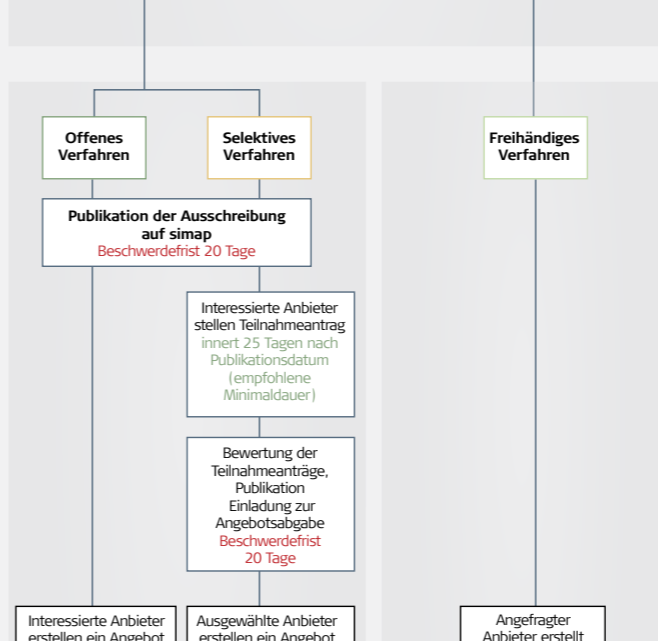 Offenes
Verfahren
Selektives
Verfahren
Freihändiges
Verfahren
Publikation der Ausschreibung
auf simap
Beschwerdefrist 20 Tage
Interessierte Anbieter
stellen Teilnahmeantrag
innert 25 Tagen nach
Publikationsdatum
(empfohlene
Minimaldauer)
Bewertung der
Teilnahmeanträge,
Publikation
Einladung zur
Angebotsabgabe
Beschwerdefrist
20 Tage
Interessierte Anbieter
erstellen ein Angebot
Ausgewählte Anbieter
erstellen ein Angebot
Angefragter
Anbieter erstellt